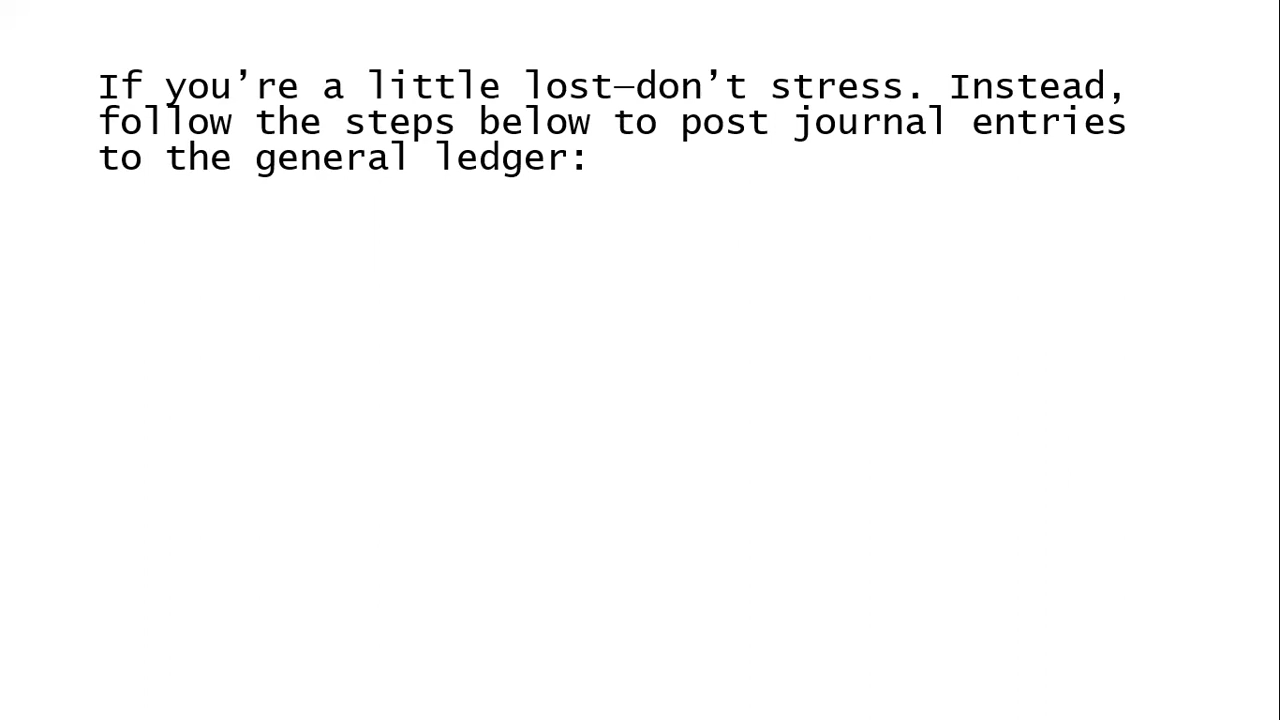 If you’re a little lost—don’t stress. Instead,
follow the steps below to post journal entries
to the general ledger: